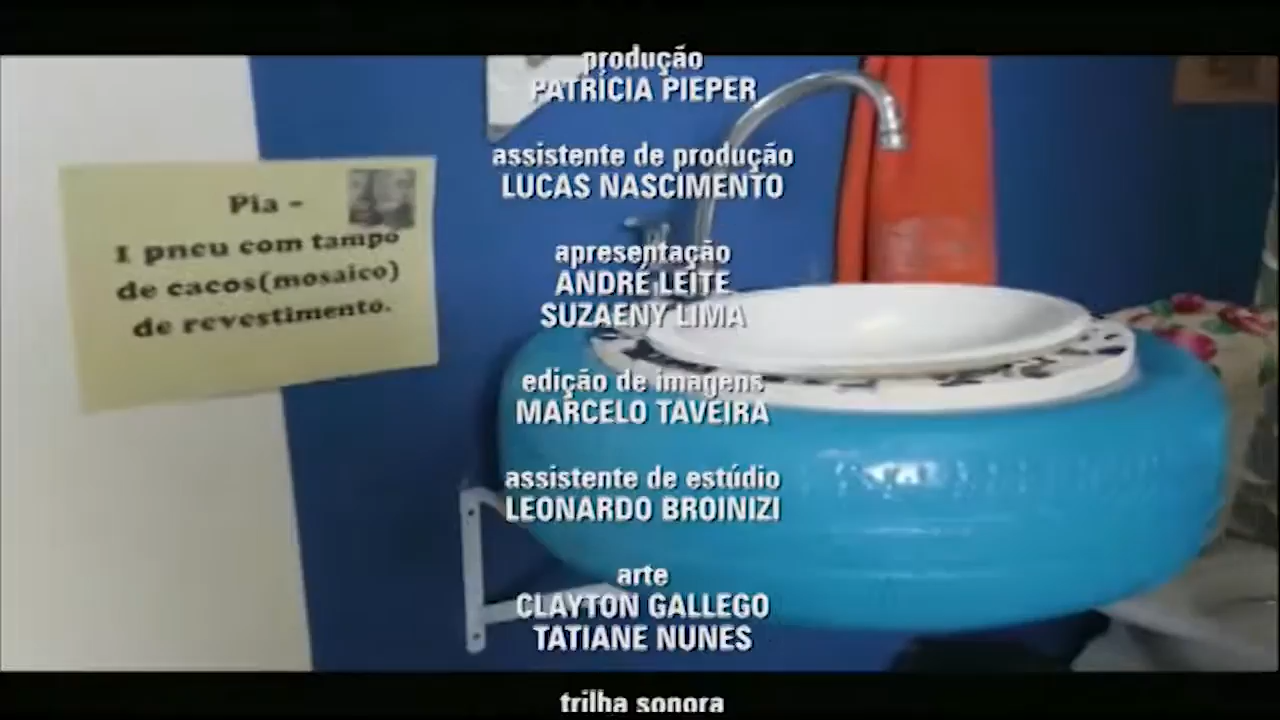 produção
PATRÍCIA PIEPER
assistente de produção
LUCAS NASCIMENTO
apresentação
ANDRÉ LEITE
SUZAENY LIMA
edição de imagens
MARCELO TAVEIRA
assistente de estúdio
LEONARDO BROINIZI
arte
CLAYTON GALLEGO
TATIANE NUNES
trilha sonora
Pia -
1 pneu com tampo
de cacos(mosaico)
de revestimento.